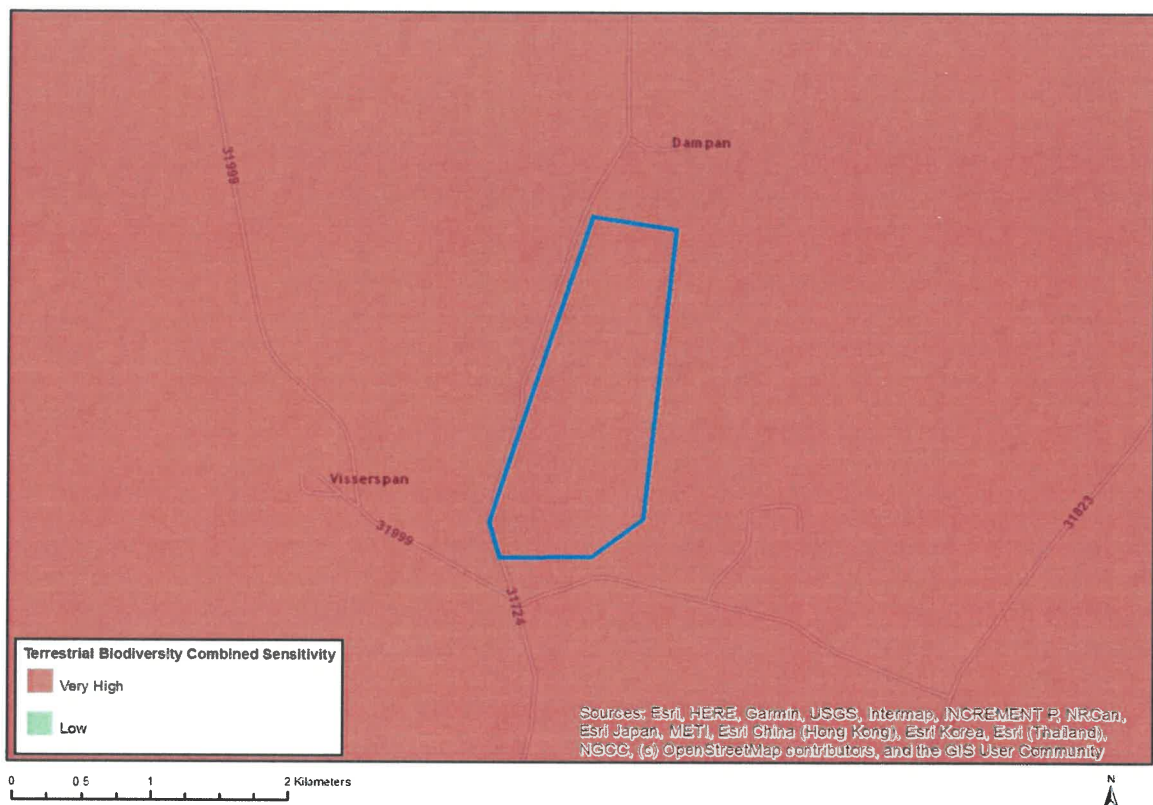 Dampan
31999
Visserspan
31999
31823
31724
Terrestrial Biodiversity Combined Sensitivity
Very High
Low
Sources: Esri, HERE, Garmin, USGS, Intermap, INCREMENT P, NRCan,
Esri Japan, METI, Esri China (Hong Kong), Esri Korea, Esri (Thailand),
NGCC, (c) OpenStreetMap contributors, and the GIS User Community
0 0.5 1 2 Kilometers
N